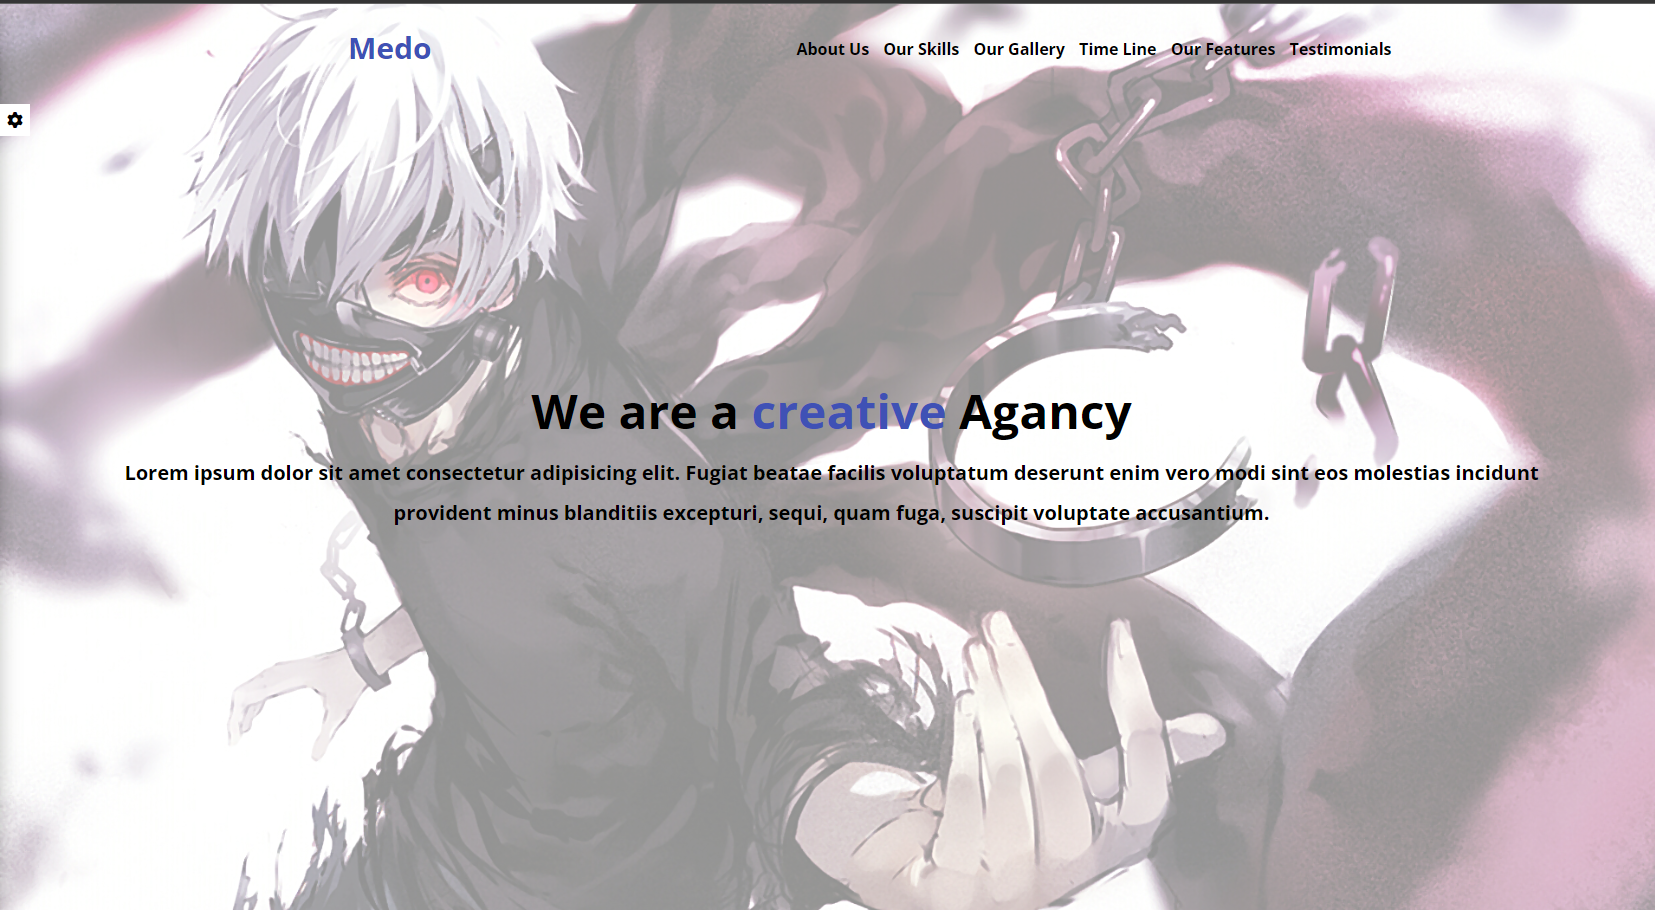 Medo
About Us Our Skills Our Gallery Time Line Our Features Testimonials
We are a creative Agancy
Lorem ipsum dolor sit amet consectetur adipisicing elit. Fugiat beatae facilis voluptatum deserunt enim vero modi sint eos molestias incidunt
provident minus blanditiis excepturi, sequi, quam fuga, suscipit voluptate accusantium.